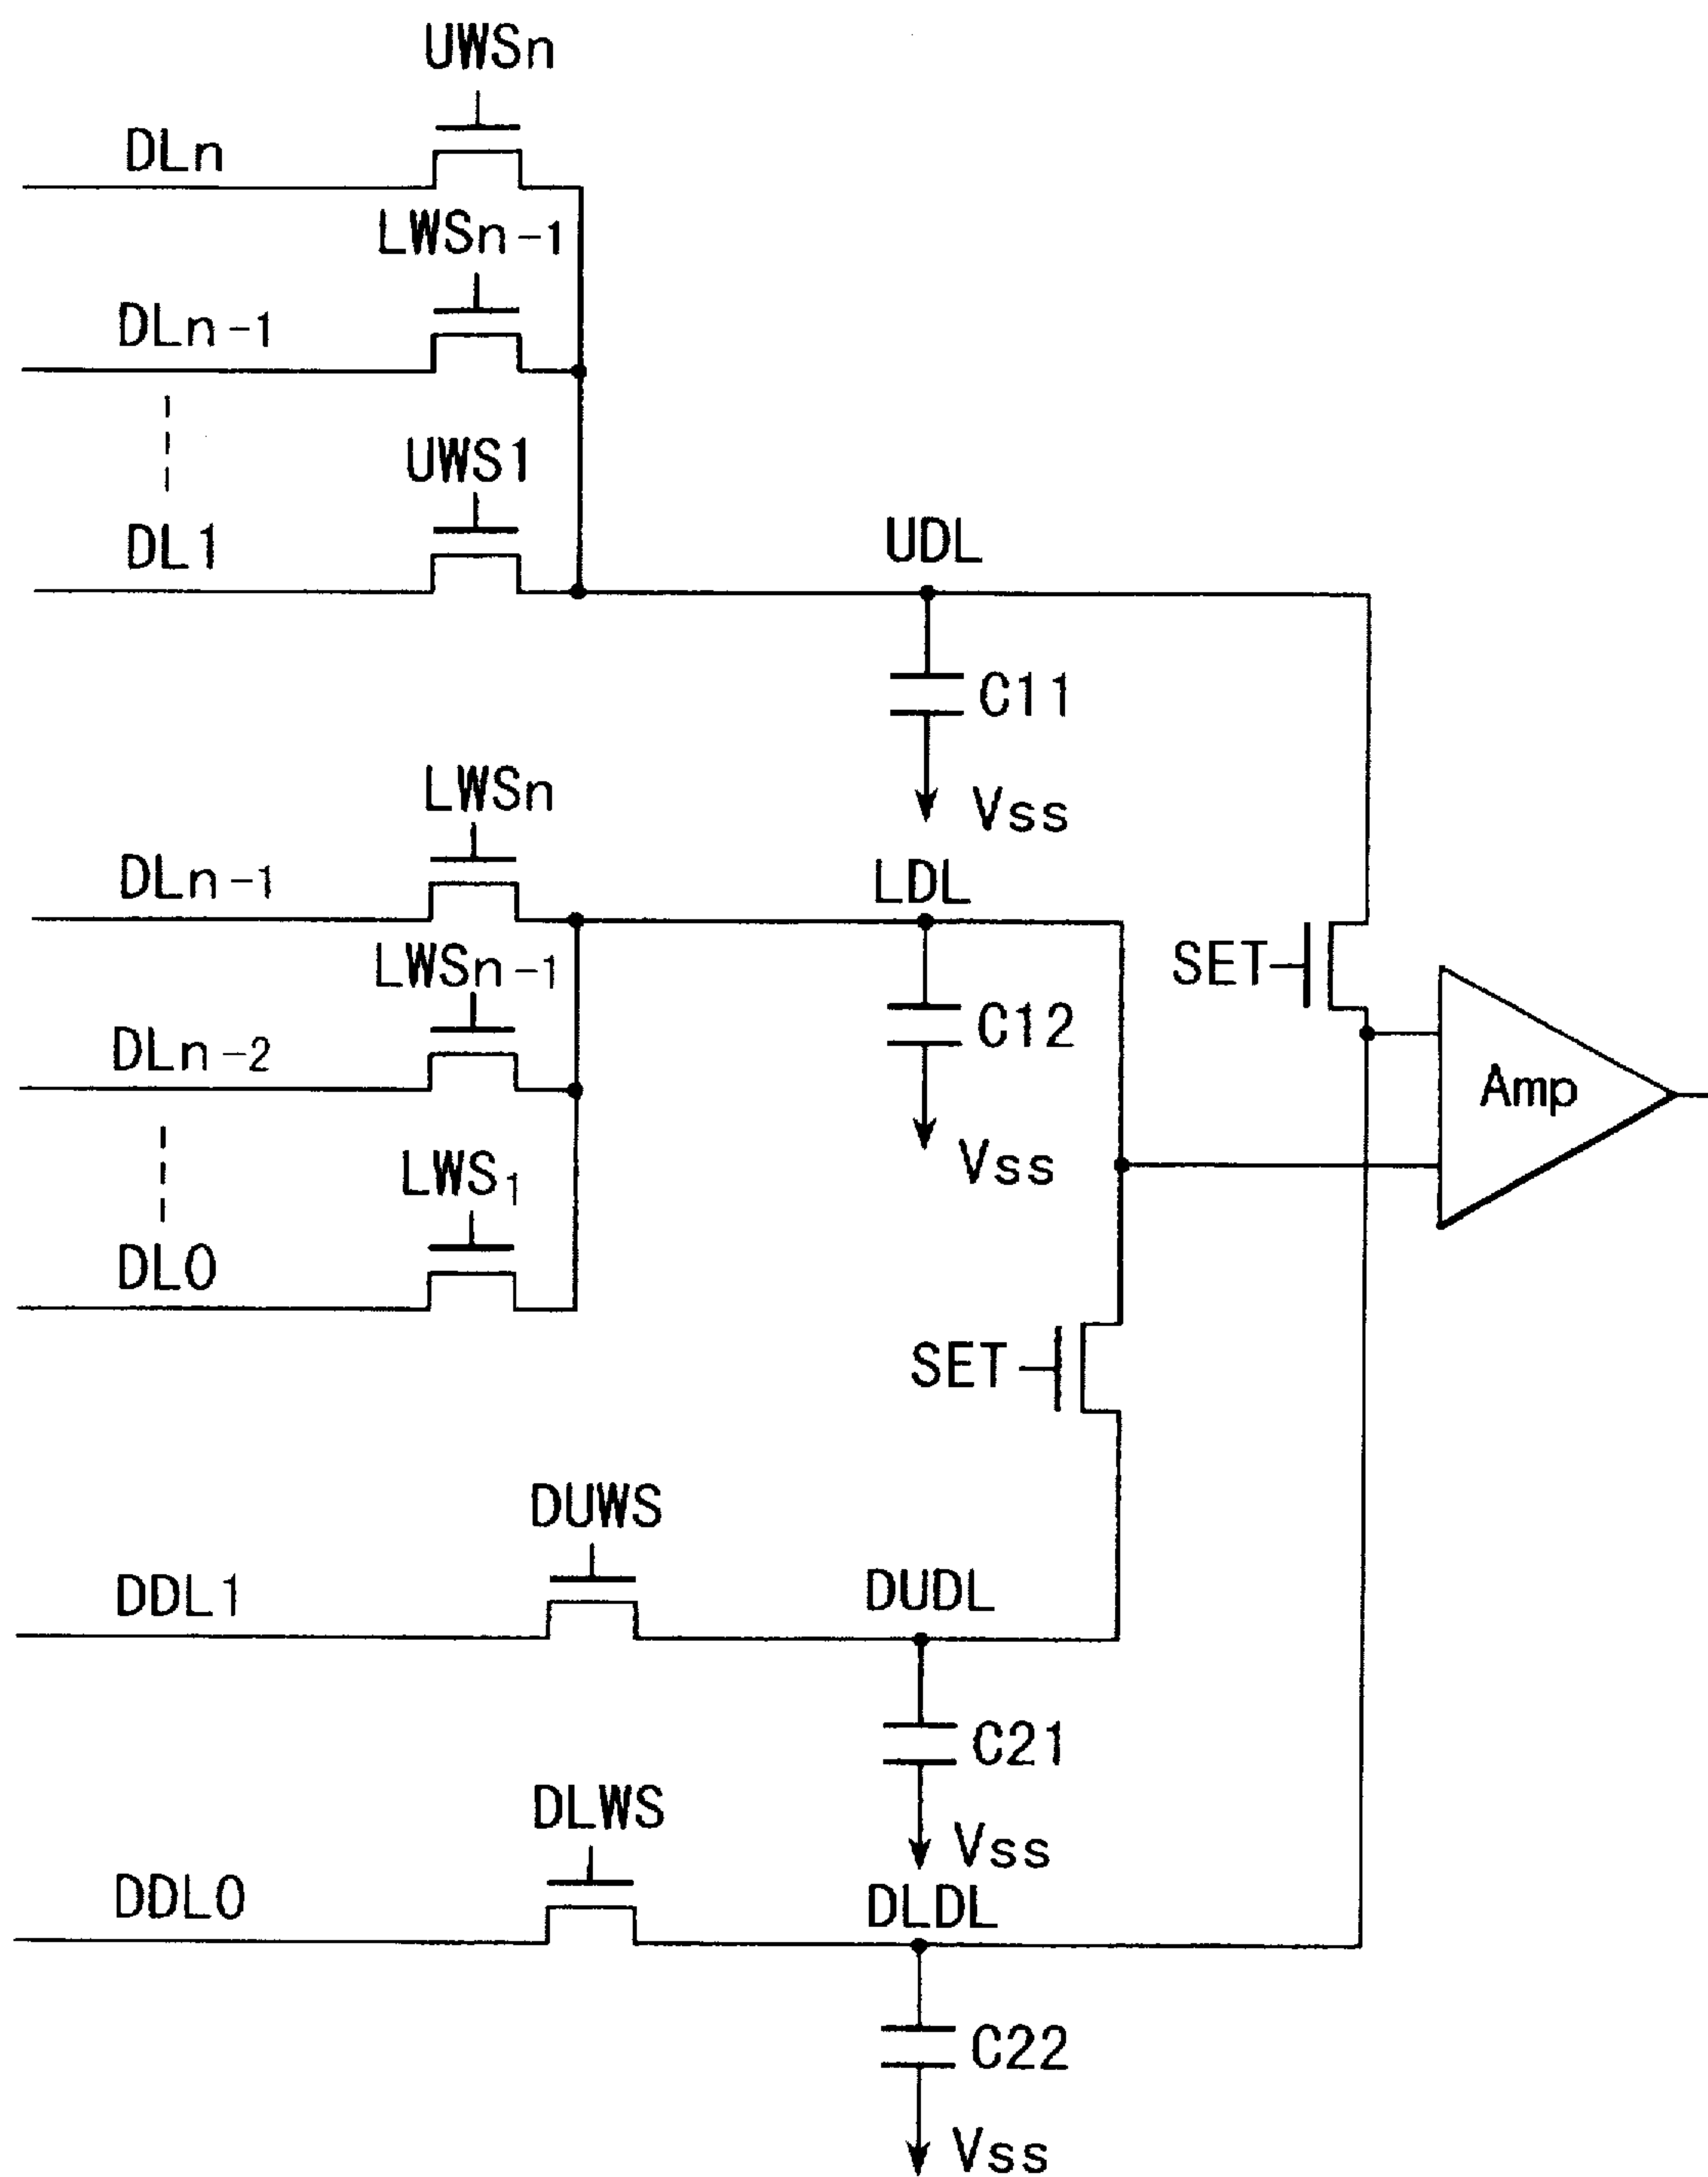 UWSn
DLn
LWSn-1
DLn-1
UWS1
DL1
UDL
C11
Vss
LWSn
DLn-1
LDL
LWSn-1
SET
C12
DLn-2
Amp
Vss
LWS1
DL0
SET
DUWS
DDL1
DUDL
C21
DLWS
Vss
DDL0
DLDL
C22
Vss